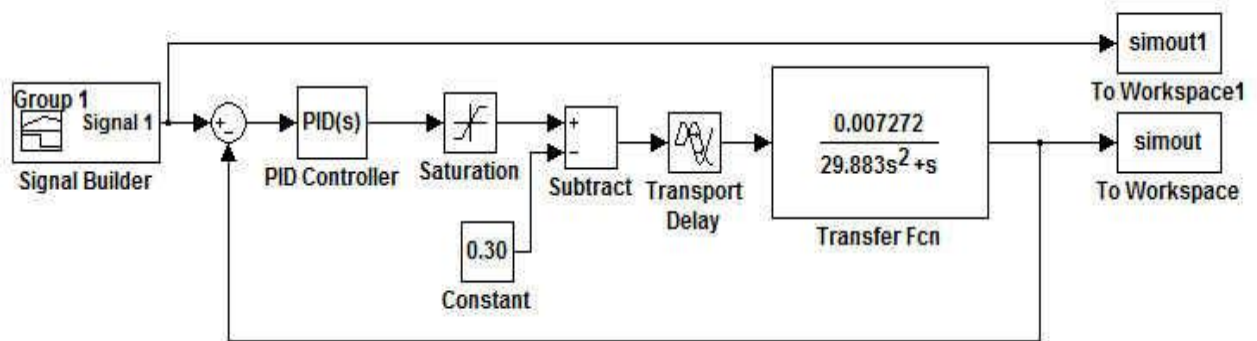 simout1
To Workspace1
Group 1
Signal 1
Signal Builder
+
−
PID(s)
PID Controller
Saturation
+
−
Subtract
0.30
Constant
Transport
Delay
0.007272
29.883s²+s
Transfer Fcn
simout
To Workspace